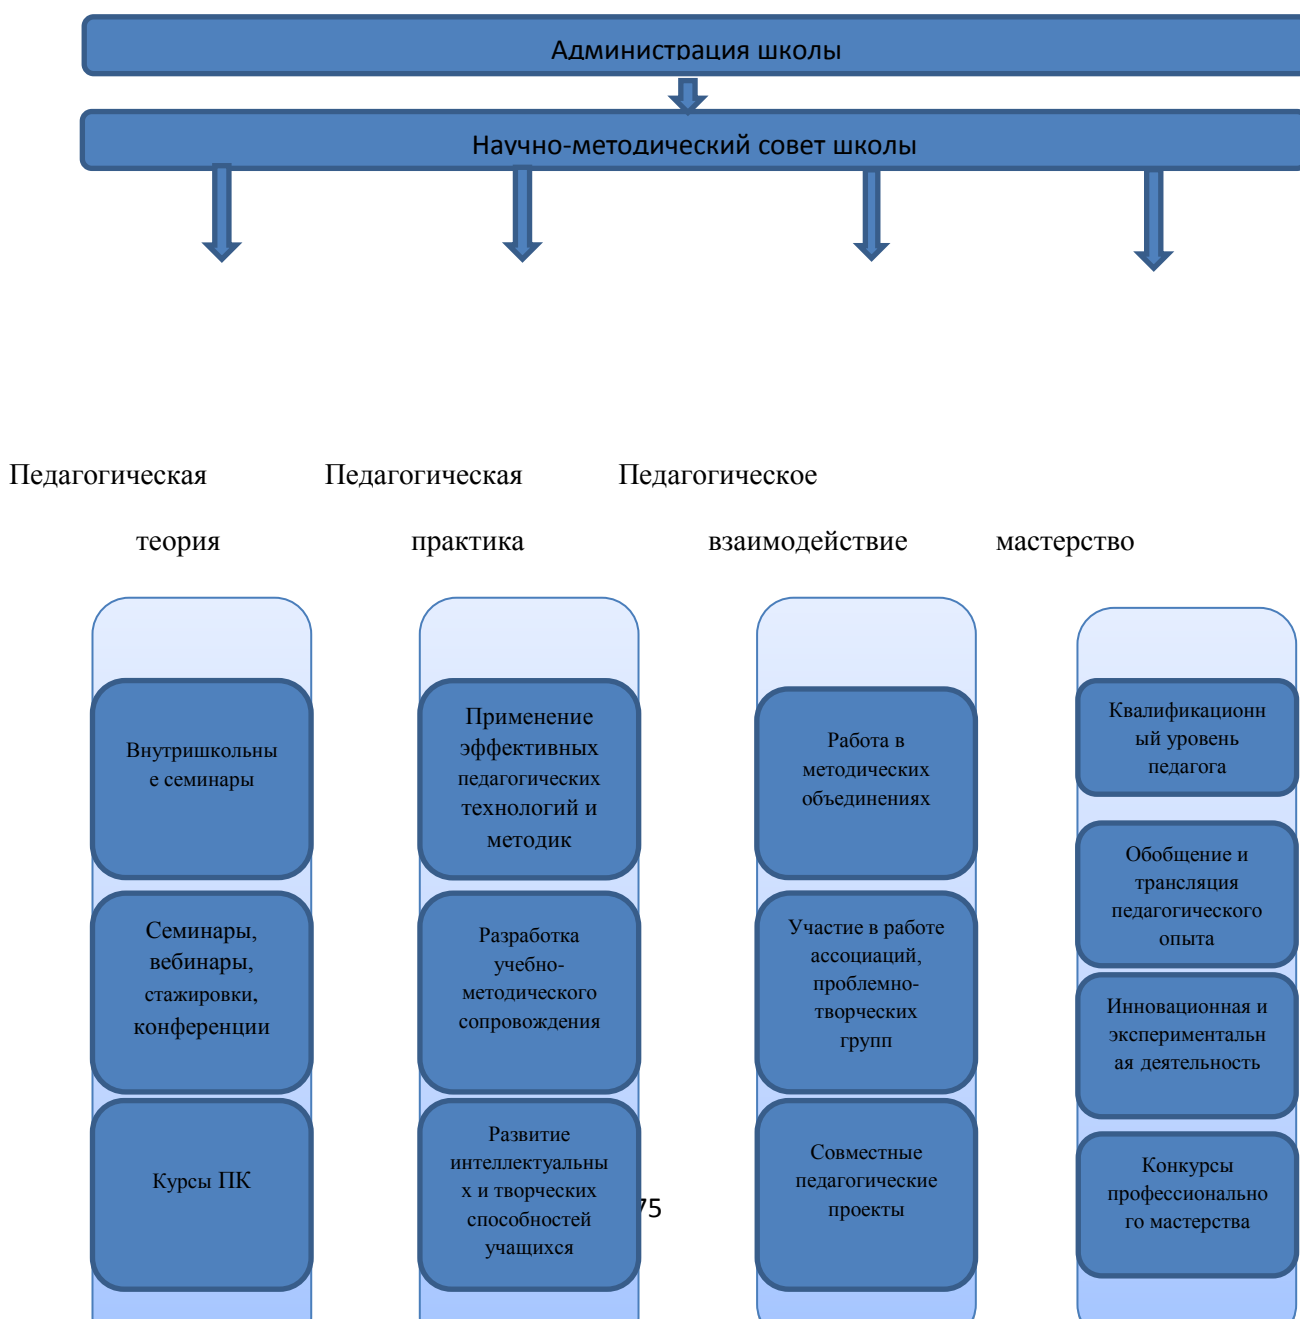 Администрация школы
Научно-методический совет школы
Педагогическая Педагогическая Педагогическое
теория практика взаимодействие мастерство
Внутришкольны
е семинары
Семинары,
вебинары,
стажировки,
конференции
Курсы ПК
Применение
эффективных
педагогических
технологий и
методик
Разработка
учебно-
методического
сопровождения
Развитие
интеллектуальны
х и творческих
способностей
учащихся
Работа в
методических
объединениях
Участие в работе
ассоциаций,
проблемно-
творческих
групп
Совместные
педагогические
проекты
Квалификационн
ый уровень
педагога
Обобщение и
трансляция
педагогического
опыта
Инновационная и
экспериментальн
ая деятельность
Конкурсы
профессионально
го мастерства
75